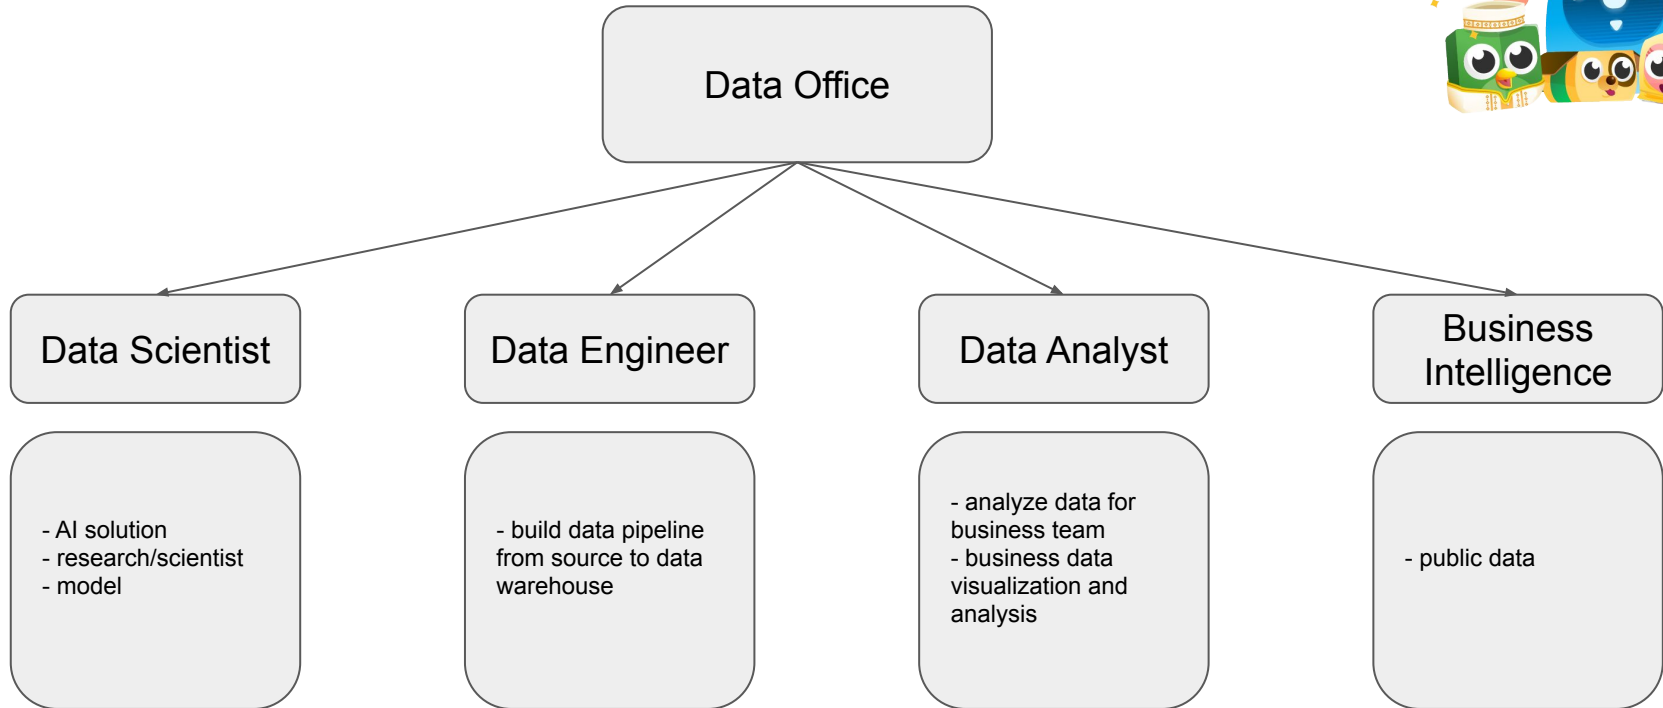 Data Office
Data Scientist
Data Engineer
Data Analyst
Business
Intelligence
- AI solution
- research/scientist
- model
- build data pipeline
from source to data
warehouse
- analyze data for
business team
- business data
visualization and
analysis
- public data